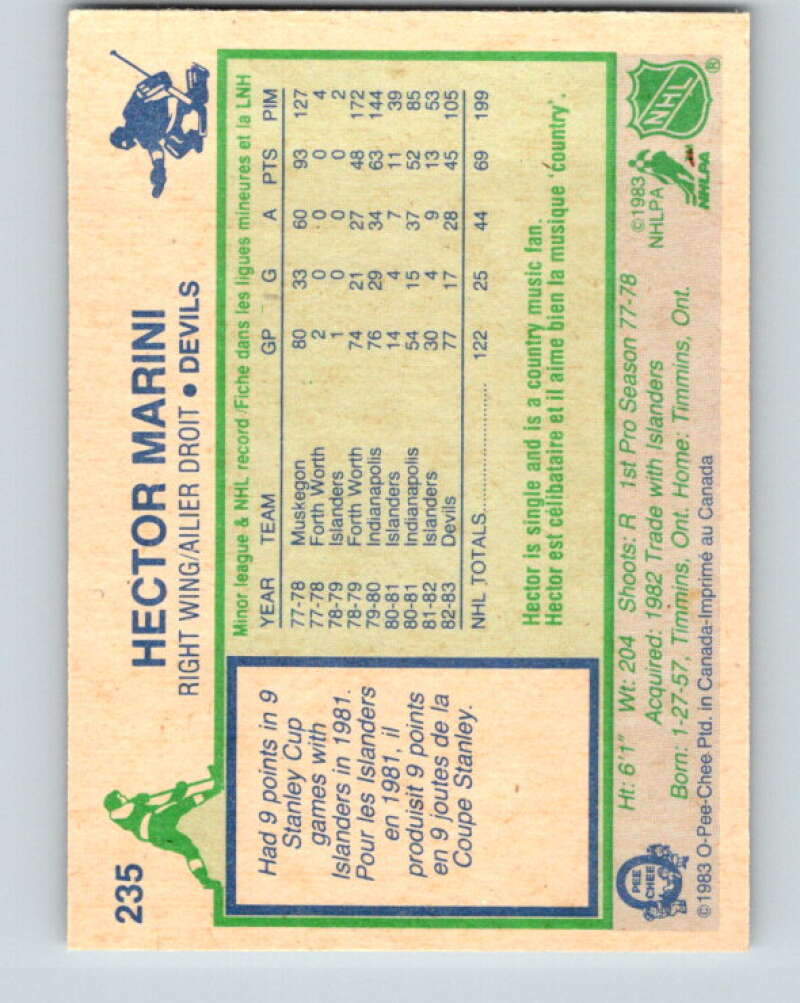 235
HECTOR MARINI
RIGHT WING/AILIER DROIT • DEVILS
Had 9 points in 9
Stanley Cup
games with
Islanders in 1981.
Pour les Islanders
en 1981, il
produisit 9 points
en 9 joutes de la
Coupe Stanley.
Minor league & NHL record/Fiche dans les ligues mineures et la LNH
YEAR TEAM GP G A PTS PIM
77-78 Muskegon 80 33 60 93 127
77-78 Forth Worth 2 0 0 0 4
78-79 Islanders 1 0 0 0 2
78-79 Forth Worth 74 21 27 48 172
79-80 Indianapolis 76 29 34 63 144
80-81 Islanders 14 4 7 11 39
80-81 Indianapolis 54 15 37 52 85
81-82 Islanders 30 4 9 13 53
82-83 Devils 77 17 28 45 105
NHL TOTALS.................... 122 25 44 69 199
Hector is single and is a country music fan.
Hector est célibataire et il aime bien la musique 'country'.
PEE
CHEE
Ht: 6'1" Wt: 204 Shoots: R 1st Pro Season 77-78
Acquired: 1982 Trade with Islanders
Born: 1-27-57, Timmins, Ont. Home: Timmins, Ont.
©1983 O-Pee-Chee Ptd. in Canada-Imprimé au Canada
©1983
NHLPA
NHLPA
NHL
®